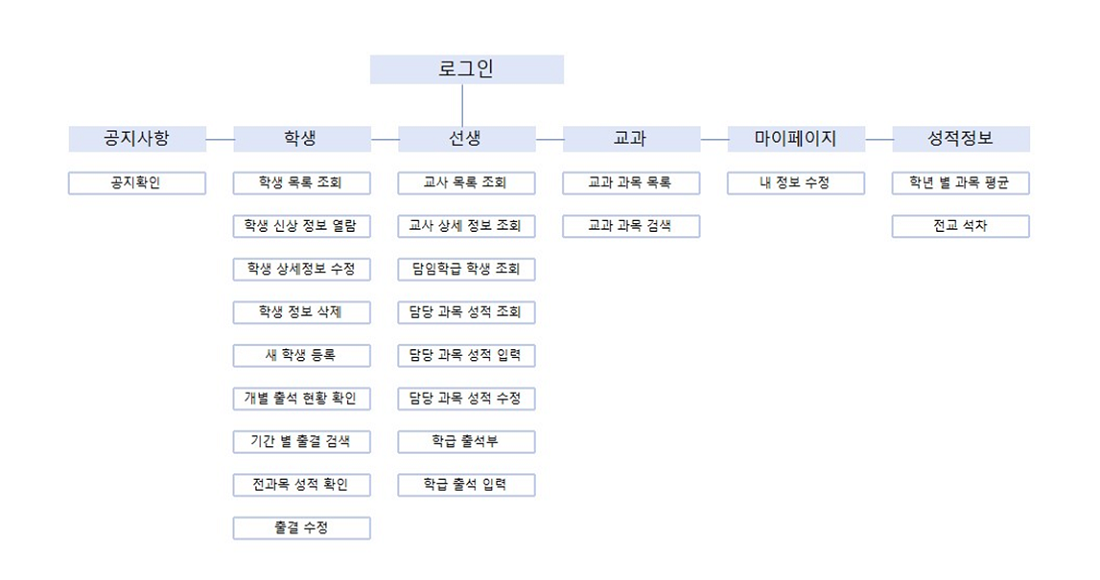 로그인
공지사항
학생
선생
교과
마이페이지
성적정보
공지확인
학생 목록 조회
교사 목록 조회
교과 과목 목록
내 정보 수정
학년 별 과목 평균
학생 신상 정보 열람
교사 상세 정보 조회
교과 과목 검색
전교 석차
학생 상세정보 수정
담임학급 학생 조회
학생 정보 삭제
담당 과목 성적 조회
새 학생 등록
담당 과목 성적 입력
개별 출석 현황 확인
담당 과목 성적 수정
기간 별 출결 검색
학급 출석부
전과목 성적 확인
학급 출석 입력
출결 수정